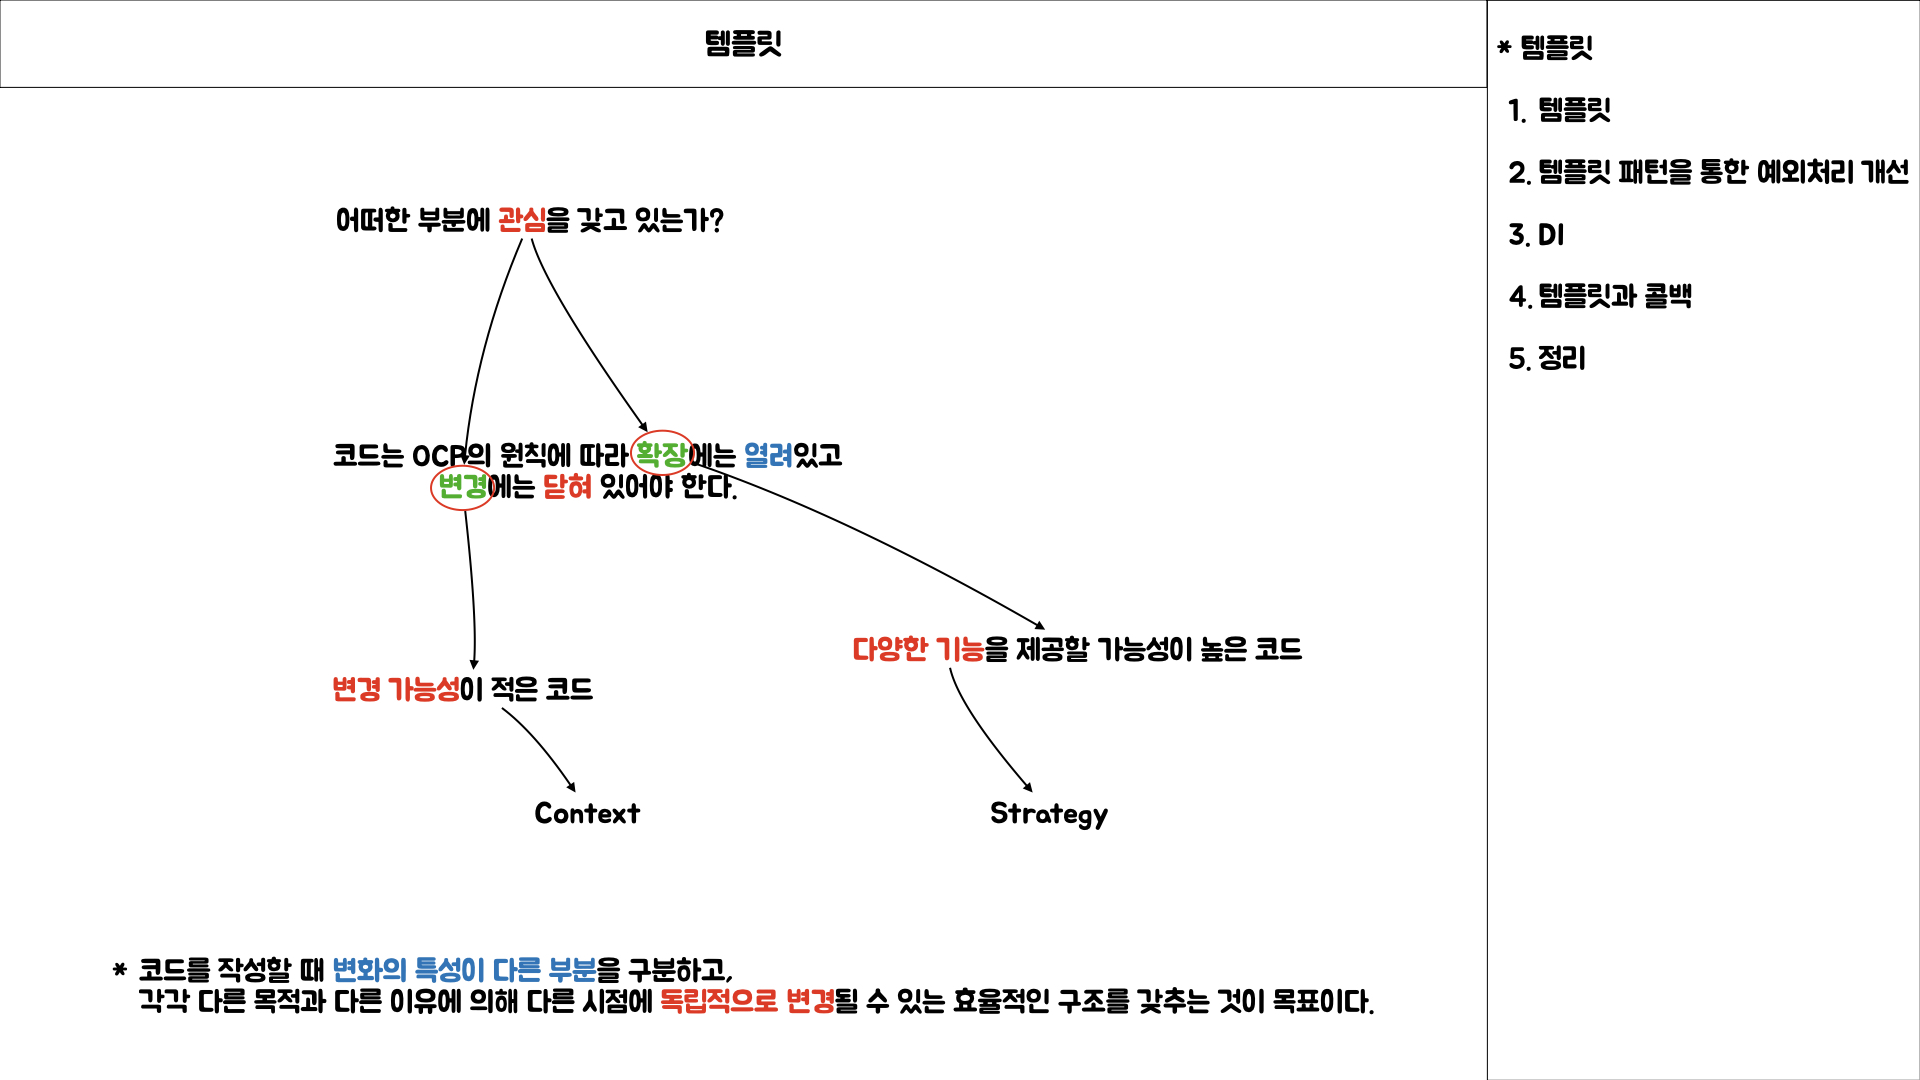 템플릿
어떠한 부분에 관심을 갖고 있는가?
코드는 OCP의 원칙에 따라 확장에는 열려있고
변경에는 닫혀 있어야 한다.
다양한 기능을 제공할 가능성이 높은 코드
변경 가능성이 적은 코드
Context
Strategy
* 코드를 작성할 때 변화의 특성이 다른 부분을 구분하고,
각각 다른 목적과 다른 이유에 의해 다른 시점에 독립적으로 변경될 수 있는 효율적인 구조를 갖추는 것이 목표이다.
* 템플릿
1. 템플릿
2. 템플릿 패턴을 통한 예외처리 개선
3. DI
4. 템플릿과 콜백
5. 정리